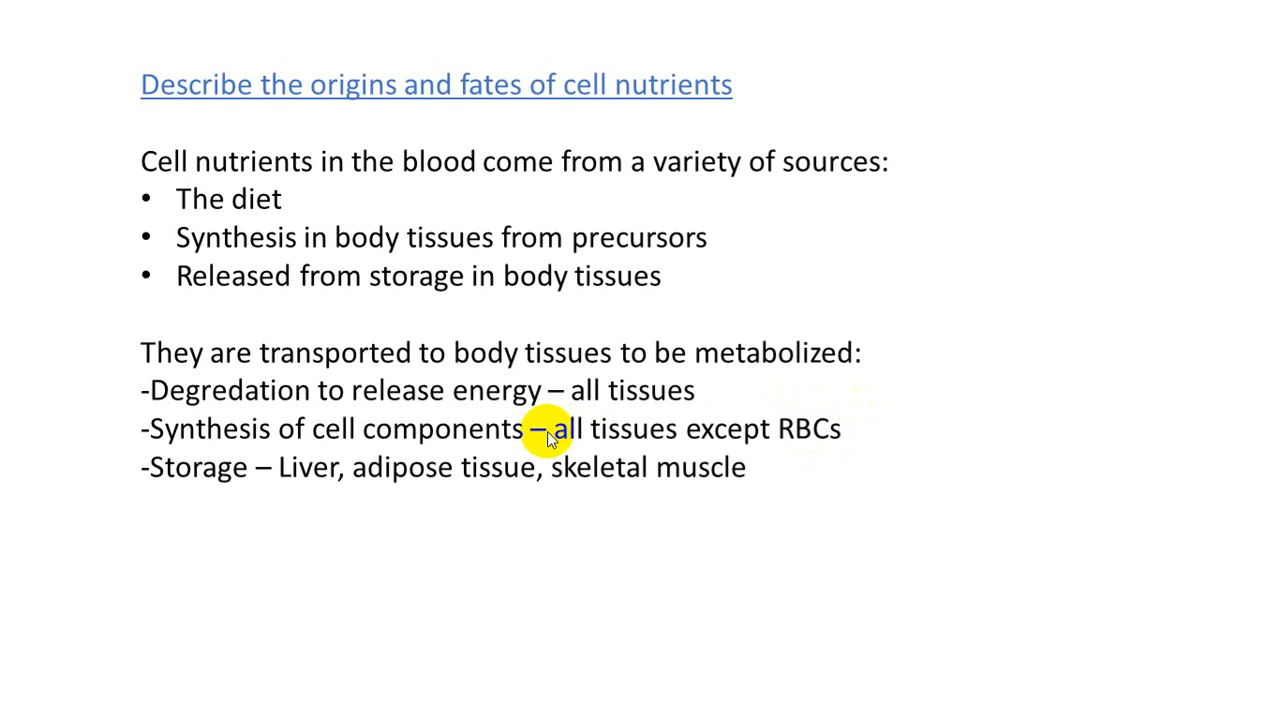 Describe the origins and fates of cell nutrients
Cell nutrients in the blood come from a variety of sources:
• The diet
• Synthesis in body tissues from precursors
• Released from storage in body tissues
They are transported to body tissues to be metabolized:
-Degredation to release energy – all tissues
-Synthesis of cell components – all tissues except RBCs
-Storage – Liver, adipose tissue, skeletal muscle